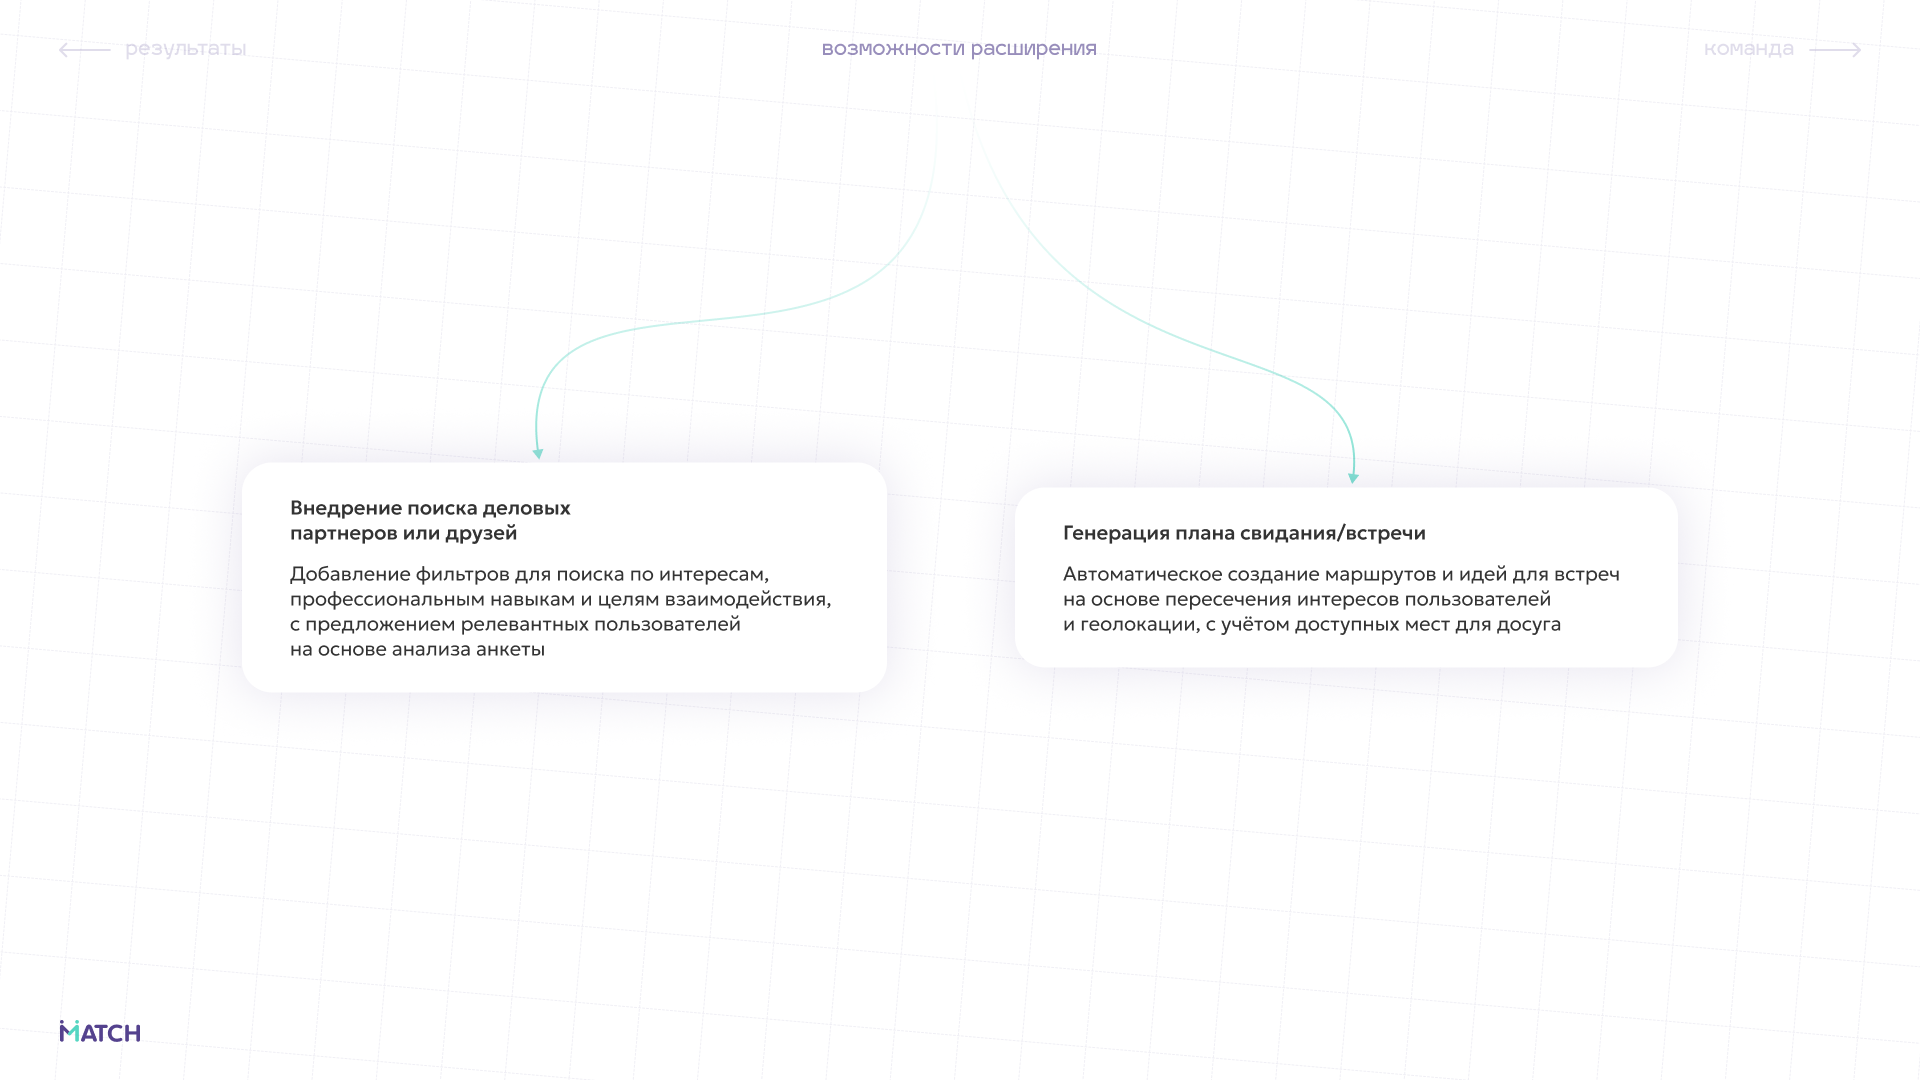 результаты
возможности расширения
команда
Внедрение поиска деловых
партнеров или друзей
Добавление фильтров для поиска по интересам,
профессиональным навыкам и целям взаимодействия,
с предложением релевантных пользователей
на основе анализа анкеты
Генерация плана свидания/встречи
Автоматическое создание маршрутов и идей для встреч
на основе пересечения интересов пользователей
и геолокации, с учётом доступных мест для досуга
MATCH